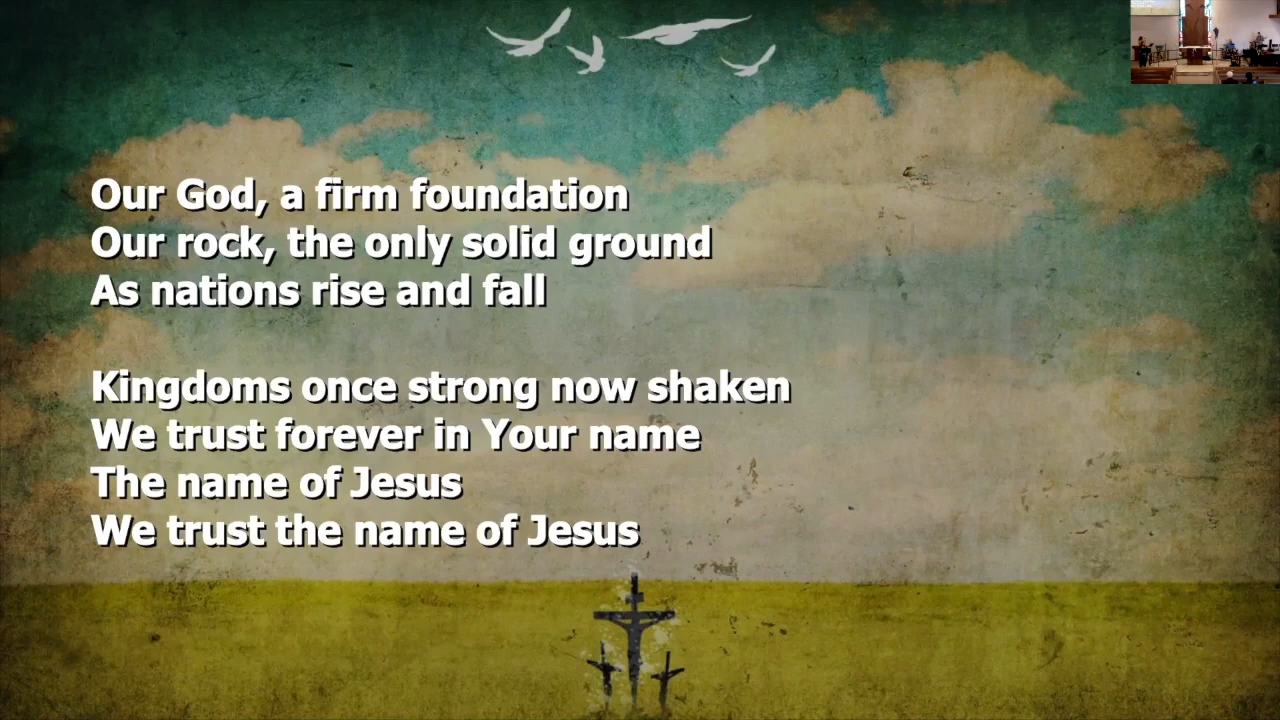 Our God, a firm foundation
Our rock, the only solid ground
As nations rise and fall
Kingdoms once strong now shaken
We trust forever in Your name
The name of Jesus
We trust the name of Jesus